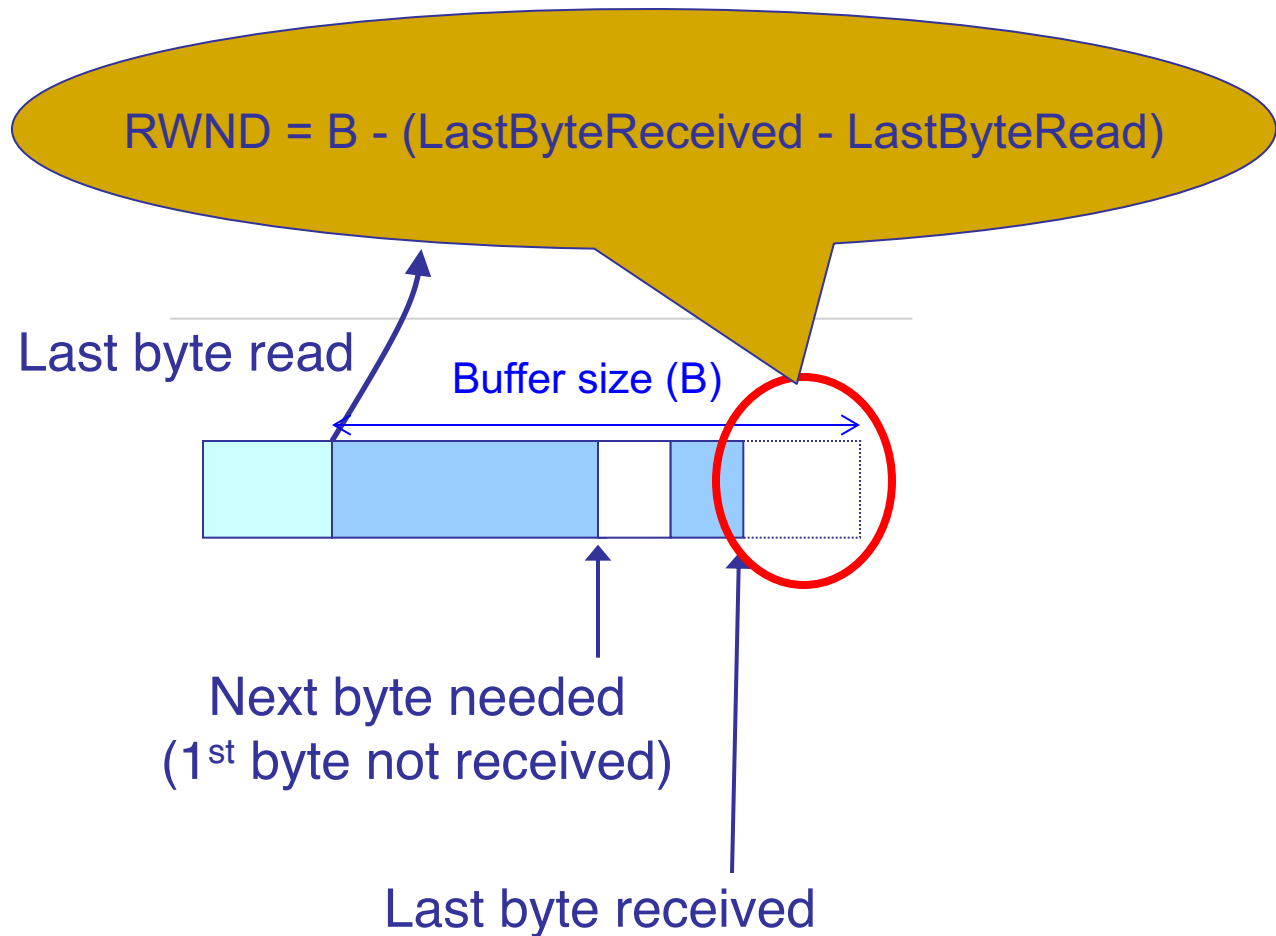 RWND = B - (LastByteReceived - LastByteRead)
Last byte read
Buffer size (B)
Next byte needed
(1st byte not received)
Last byte received